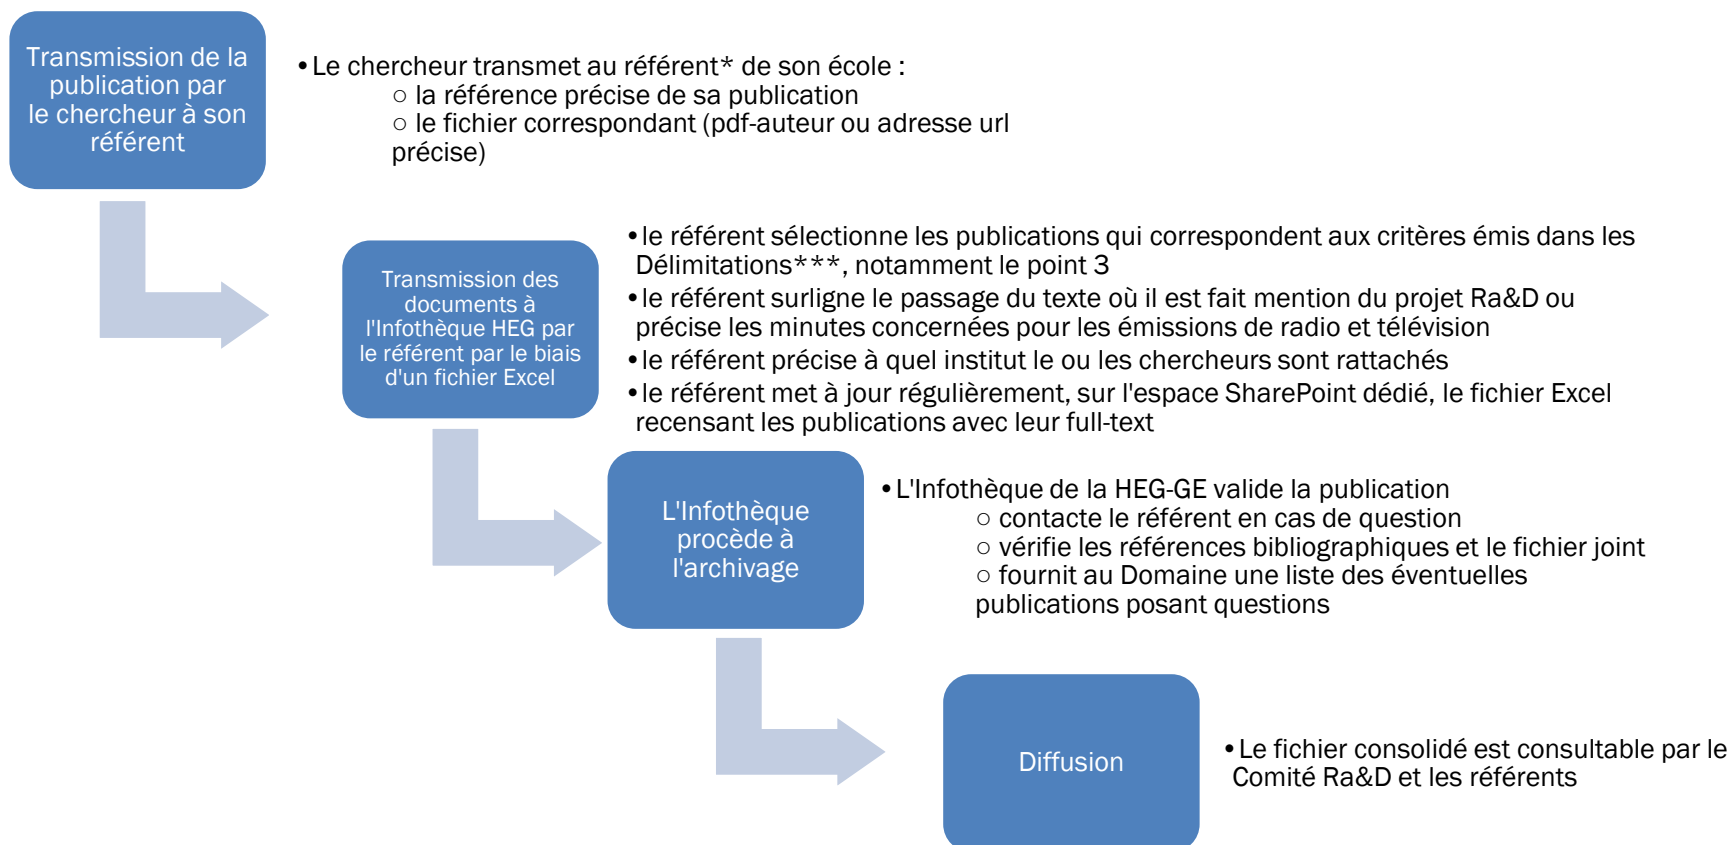 Transmission de la
publication par
le chercheur à son
référent
•Le chercheur transmet au référent* de son école :
○ la référence précise de sa publication
○ le fichier correspondant (pdf-auteur ou adresse url
précise)
Transmission des
documents à
l'Infothèque HEG par
le référent par le biais
d'un fichier Excel
•le référent sélectionne les publications qui correspondent aux critères émis dans les
Délimitations***, notamment le point 3
•le référent surligne le passage du texte où il est fait mention du projet Ra&D ou
précise les minutes concernées pour les émissions de radio et télévision
•le référent précise à quel institut le ou les chercheurs sont rattachés
•le référent met à jour régulièrement, sur l'espace SharePoint dédié, le fichier Excel
recensant les publications avec leur full-text
L'Infothèque
procède à
l'archivage
•L'Infothèque de la HEG-GE valide la publication
○ contacte le référent en cas de question
○ vérifie les références bibliographiques et le fichier joint
○ fournit au Domaine une liste des éventuelles
publications posant questions
Diffusion
•Le fichier consolidé est consultable par le
Comité Ra&D et les référents